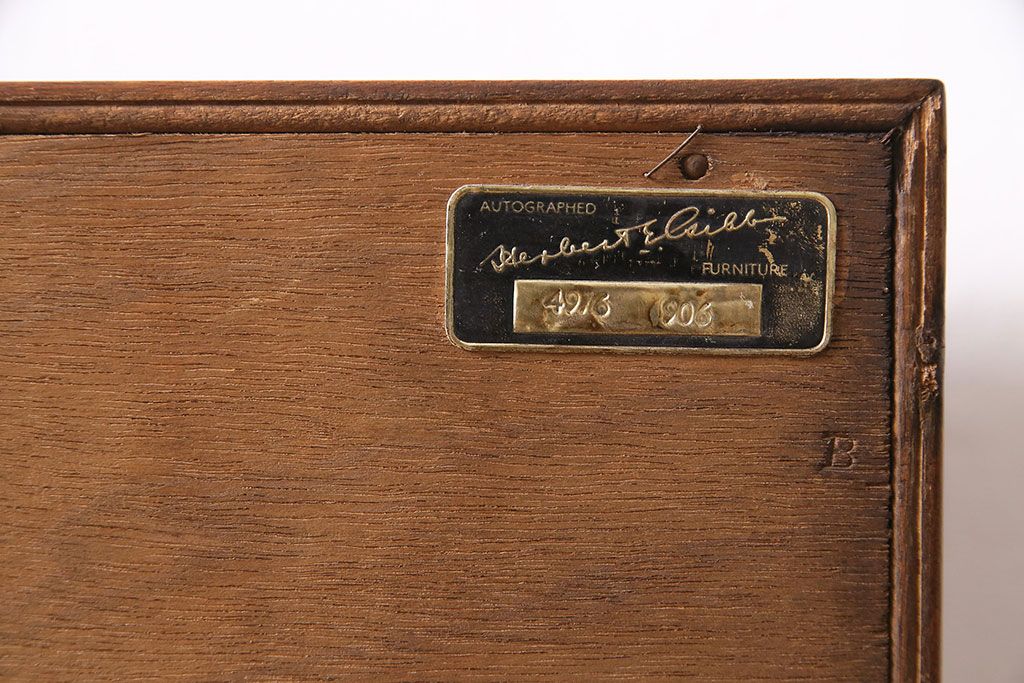 AUTOGRAPHED
Herbert E Gibbs
FURNITURE
4976 906
B